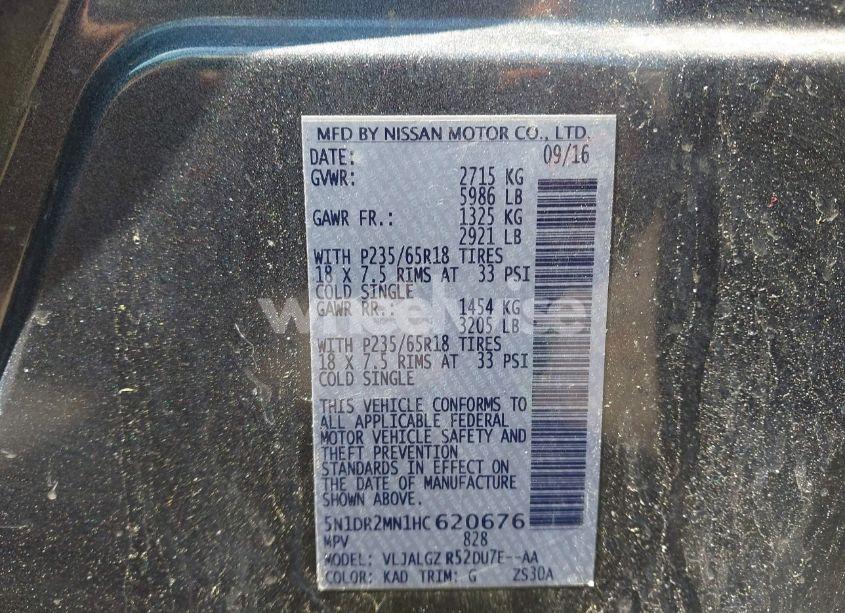 MFD BY NISSAN MOTOR CO., LTD.
DATE: 09/16
GVWR: 2715 KG
5986 LB
GAWR FR.: 1325 KG
2921 LB
WITH P235/65R18 TIRES
18 X 7.5 RIMS AT 33 PSI
COLD SINGLE
GAWR RR.: 1454 KG
3205 LB
WITH P235/65R18 TIRES
18 X 7.5 RIMS AT 33 PSI
COLD SINGLE
THIS VEHICLE CONFORMS TO
ALL APPLICABLE FEDERAL
MOTOR VEHICLE SAFETY AND
THEFT PREVENTION
STANDARDS IN EFFECT ON
THE DATE OF MANUFACTURE
SHOWN ABOVE.
5N1DR2MN1HC620676
MPV 828
MODEL: VLJALGZ R52DU7E--AA
COLOR: KAD TRIM: G ZS30A